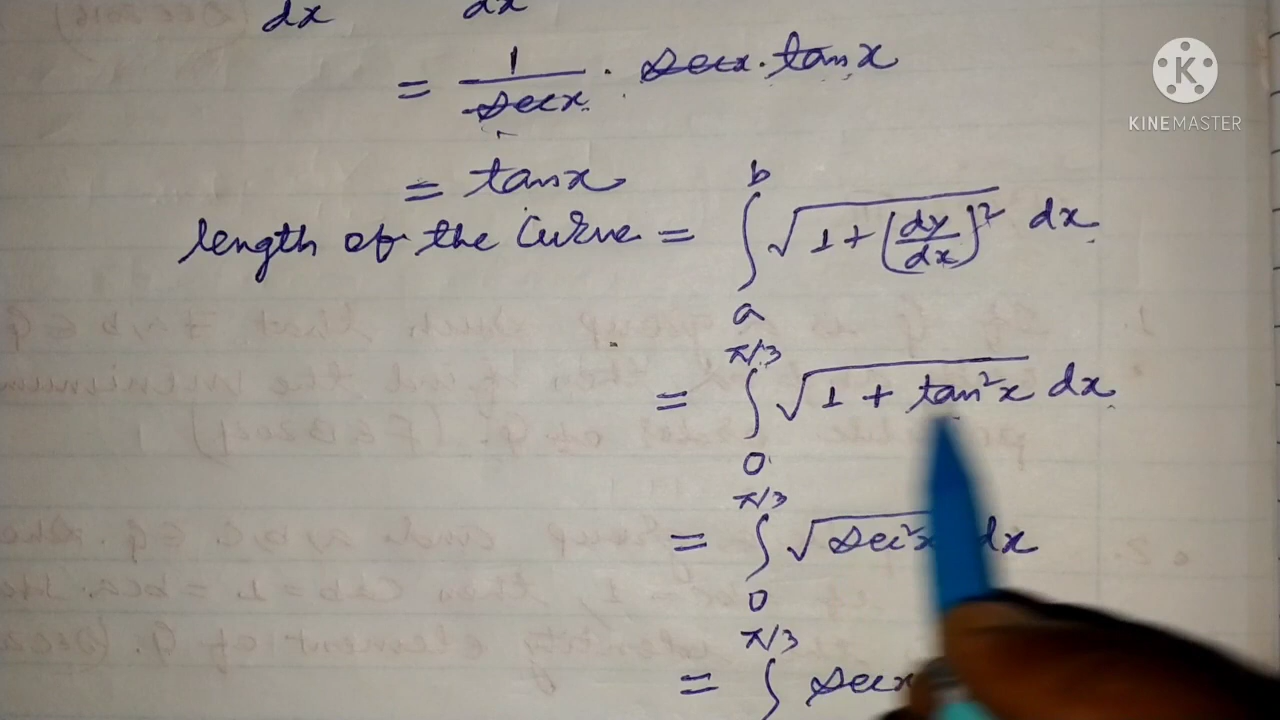 dx dx
= 1/secx · secx·tanx
= tanx
length of the Curve = ∫_a^b √(1+(dy/dx)²) dx
= ∫_0^{π/3} √(1 + tan²x) dx
= ∫_0^{π/3} √(sec²x) dx
= ∫^{π/3} secx
KINEMASTER